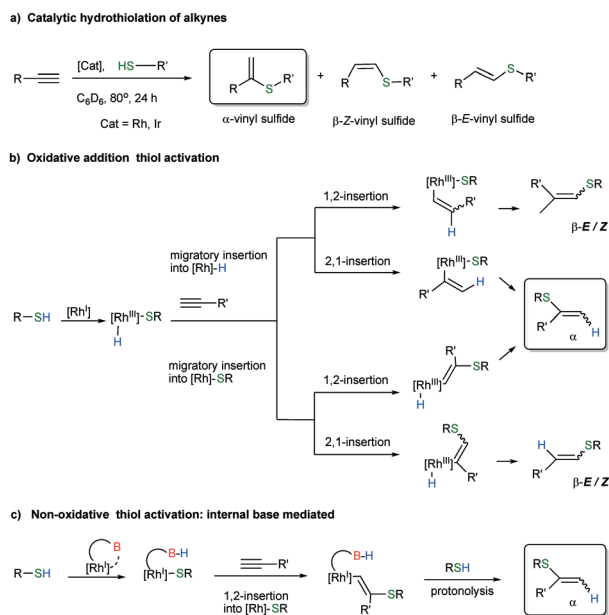 a) Catalytic hydrothiolation of alkynes
R
[Cat], HS R'
C₆D₆, 80°, 24 h
Cat = Rh, Ir
R S R'
α-vinyl sulfide
+
R S R'
β-Z-vinyl sulfide
+
R S R'
β-E-vinyl sulfide
b) Oxidative addition thiol activation
R SH
[Rhᴵ]
[Rhᴵᴵᴵ]-SR
H
migratory insertion
into [Rh]-H
R'
migratory insertion
into [Rh]-SR
1,2-insertion
[Rhᴵᴵᴵ]-SR
R'
H
R' SR
β-E / Z
2,1-insertion
[Rhᴵᴵᴵ]-SR
R' H
RS
R' H
α
1,2-insertion
R'
[Rhᴵᴵᴵ] SR
H
2,1-insertion
RS
[Rhᴵᴵᴵ]
H R'
H SR
R'
β-E / Z
c) Non-oxidative thiol activation: internal base mediated
R SH
B
[Rhᴵ]
B-H
[Rhᴵ]-SR
R'
1,2-insertion
into [Rh]-SR
B-H
[Rhᴵ]
SR
R'
RSH
protonolysis
RS
R' H
α